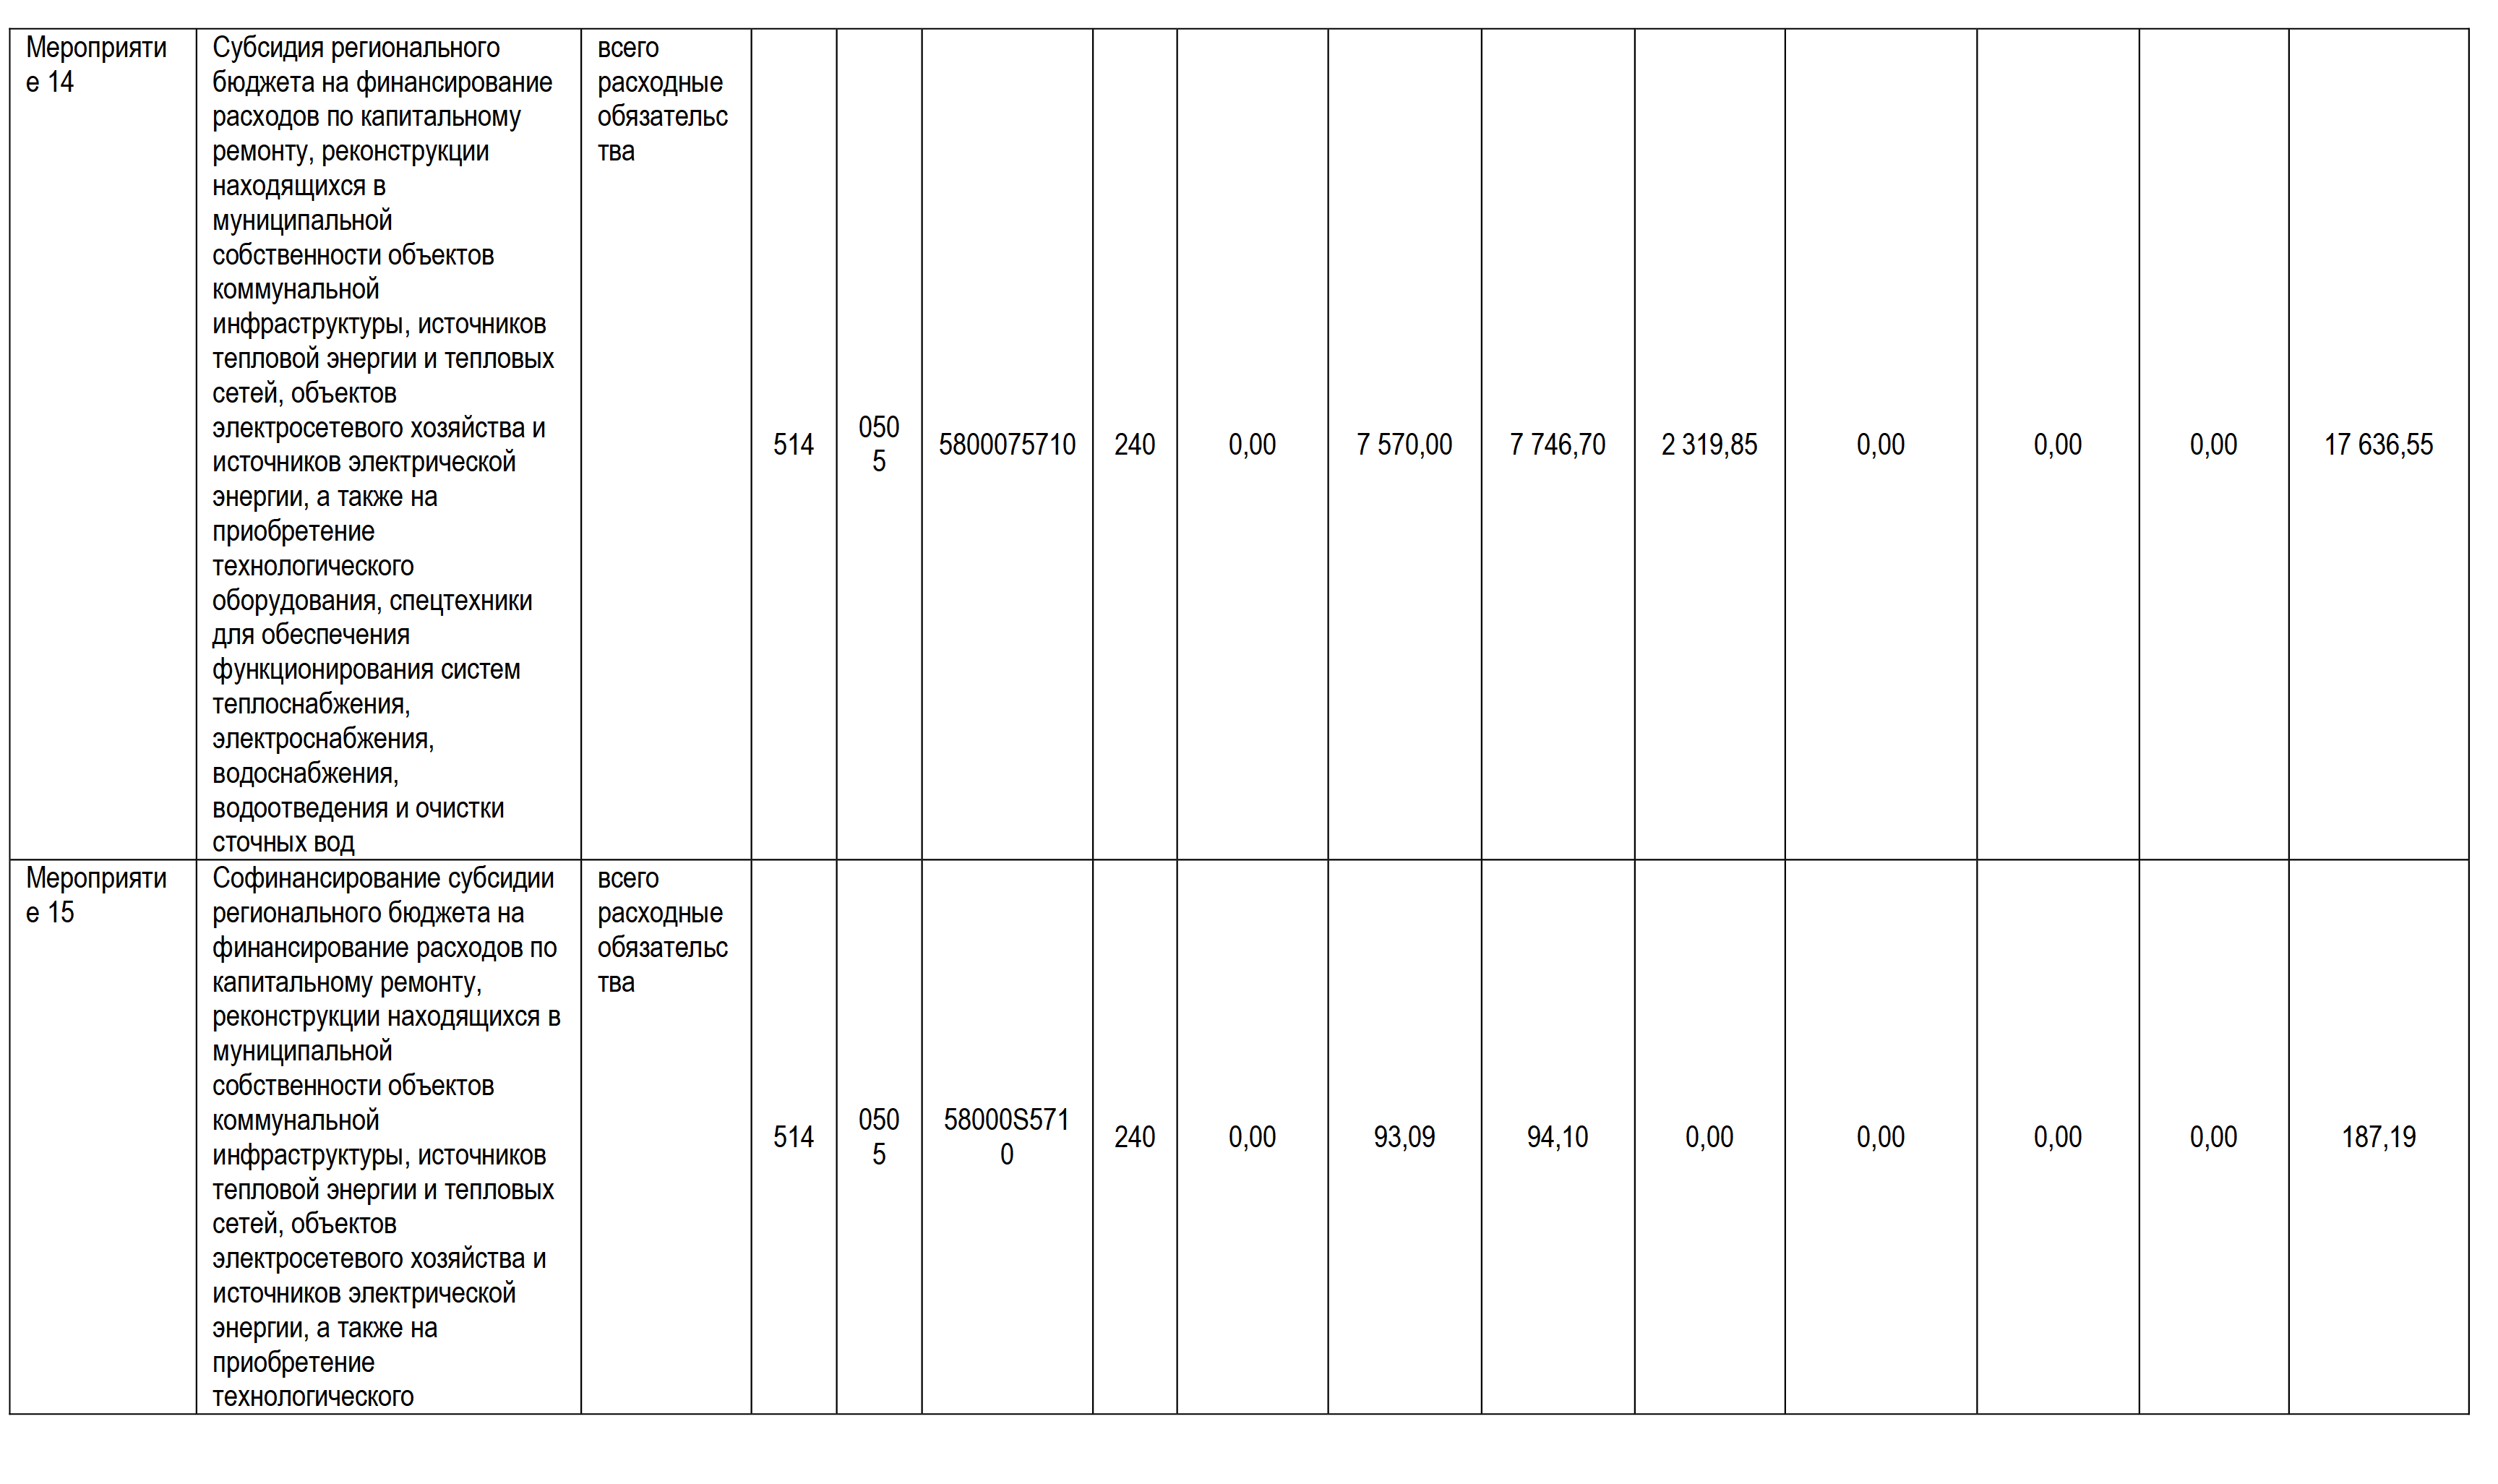 Мероприяти
е 14
Субсидия регионального
бюджета на финансирование
расходов по капитальному
ремонту, реконструкции
находящихся в
муниципальной
собственности объектов
коммунальной
инфраструктуры, источников
тепловой энергии и тепловых
сетей, объектов
электросетевого хозяйства и
источников электрической
энергии, а также на
приобретение
технологического
оборудования, спецтехники
для обеспечения
функционирования систем
теплоснабжения,
электроснабжения,
водоснабжения,
водоотведения и очистки
сточных вод
всего
расходные
обязательс
тва
514
050
5
5800075710
240
0,00
7 570,00
7 746,70
2 319,85
0,00
0,00
0,00
17 636,55
Мероприяти
е 15
Софинансирование субсидии
регионального бюджета на
финансирование расходов по
капитальному ремонту,
реконструкции находящихся в
муниципальной
собственности объектов
коммунальной
инфраструктуры, источников
тепловой энергии и тепловых
сетей, объектов
электросетевого хозяйства и
источников электрической
энергии, а также на
приобретение
технологического
всего
расходные
обязательс
тва
514
050
5
58000S571
0
240
0,00
93,09
94,10
0,00
0,00
0,00
0,00
187,19